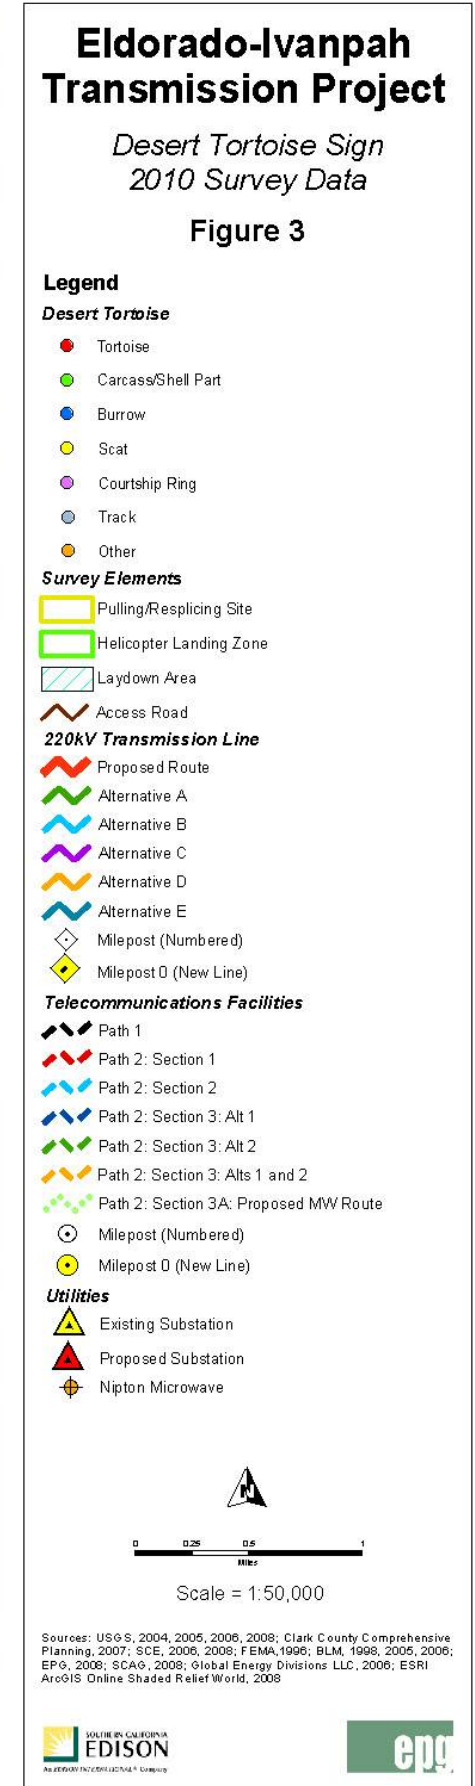 Eldorado-Ivanpah
Transmission Project
Desert Tortoise Sign
2010 Survey Data
Figure 3
Legend
Desert Tortoise
Tortoise
Carcass/Shell Part
Burrow
Scat
Courtship Ring
Track
Other
Survey Elements
Pulling/Resplicing Site
Helicopter Landing Zone
Laydown Area
Access Road
220kV Transmission Line
Proposed Route
Alternative A
Alternative B
Alternative C
Alternative D
Alternative E
Milepost (Numbered)
Milepost 0 (New Line)
Telecommunications Facilities
Path 1
Path 2: Section 1
Path 2: Section 2
Path 2: Section 3: Alt 1
Path 2: Section 3: Alt 2
Path 2: Section 3: Alts 1 and 2
Path 2: Section 3A: Proposed MW Route
Milepost (Numbered)
Milepost 0 (New Line)
Utilities
Existing Substation
Proposed Substation
Nipton Microwave
N
0 0.25 0.5 1
Miles
Scale = 1:50,000
Sources: USGS, 2004, 2005, 2006, 2008; Clark County Comprehensive
Planning, 2007; SCE, 2006, 2008; FEMA,1996; BLM, 1998, 2005, 2006;
EPG, 2008; SCAG, 2008; Global Energy Divisions LLC, 2006; ESRI
ArcGIS Online Shaded Relief World, 2008
SOUTHERN CALIFORNIA
EDISON
An EDISON INTERNATIONAL® Company
epg